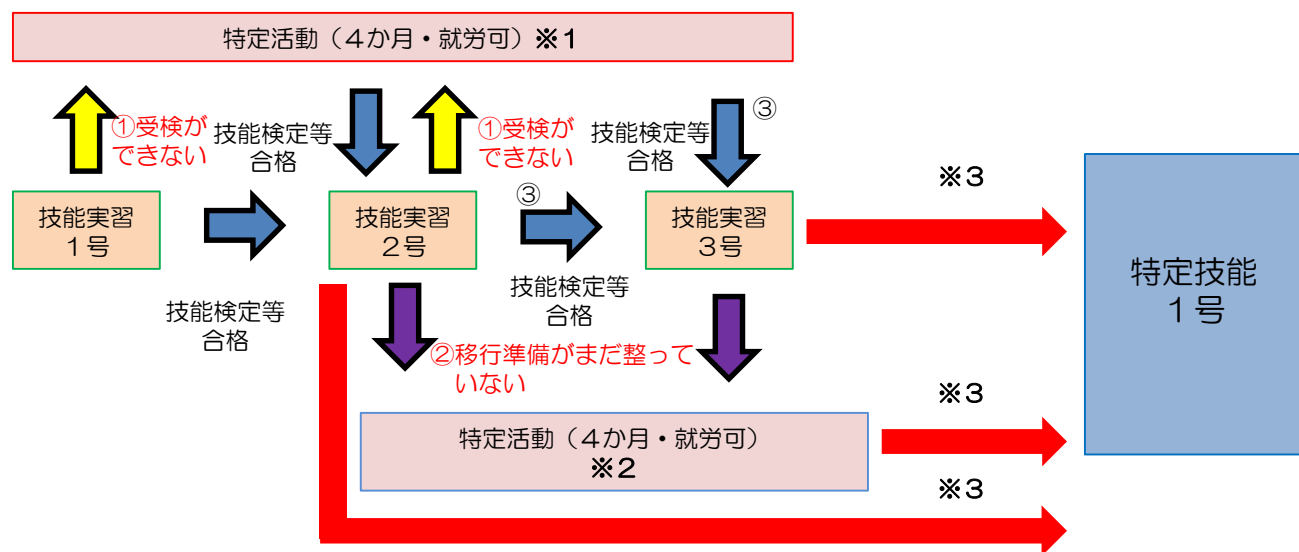 特定活動（４か月・就労可）※１
①受検が
できない
技能検定等
合格
①受検が
できない
技能検定等
合格
③
技能実習
１号
技能実習
２号
③
技能実習
３号
※３
特定技能
１号
技能検定等
合格
技能検定等
合格
②移行準備がまだ整って
いない
※３
特定活動（４か月・就労可）
※２
※３